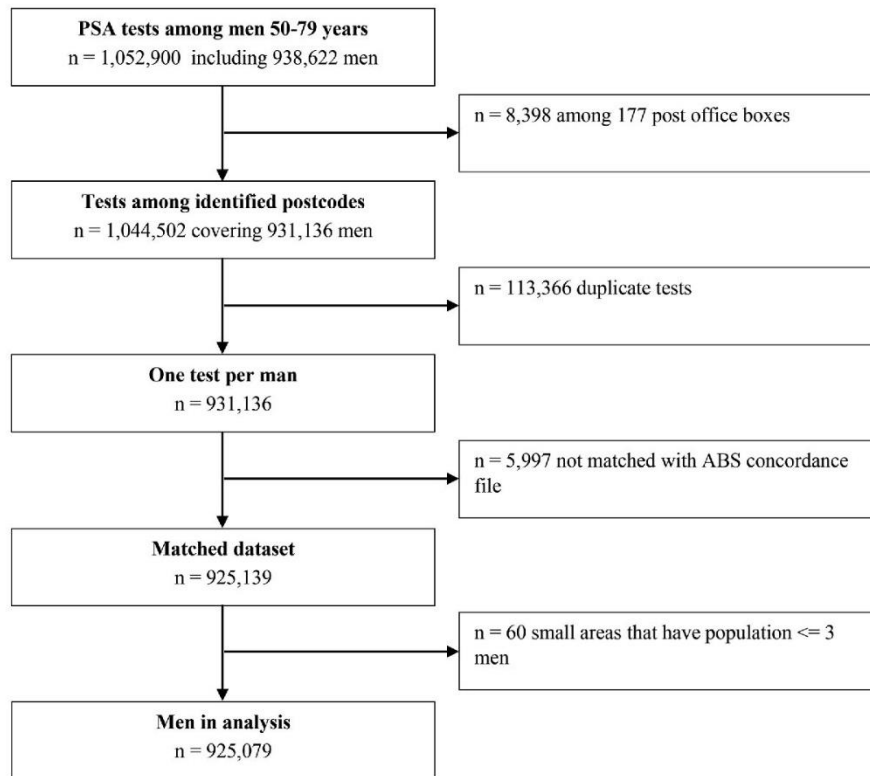 PSA tests among men 50-79 years
n = 1,052,900 including 938,622 men
n = 8,398 among 177 post office boxes
Tests among identified postcodes
n = 1,044,502 covering 931,136 men
n = 113,366 duplicate tests
One test per man
n = 931,136
n = 5,997 not matched with ABS concordance
file
Matched dataset
n = 925,139
n = 60 small areas that have population <= 3
men
Men in analysis
n = 925,079